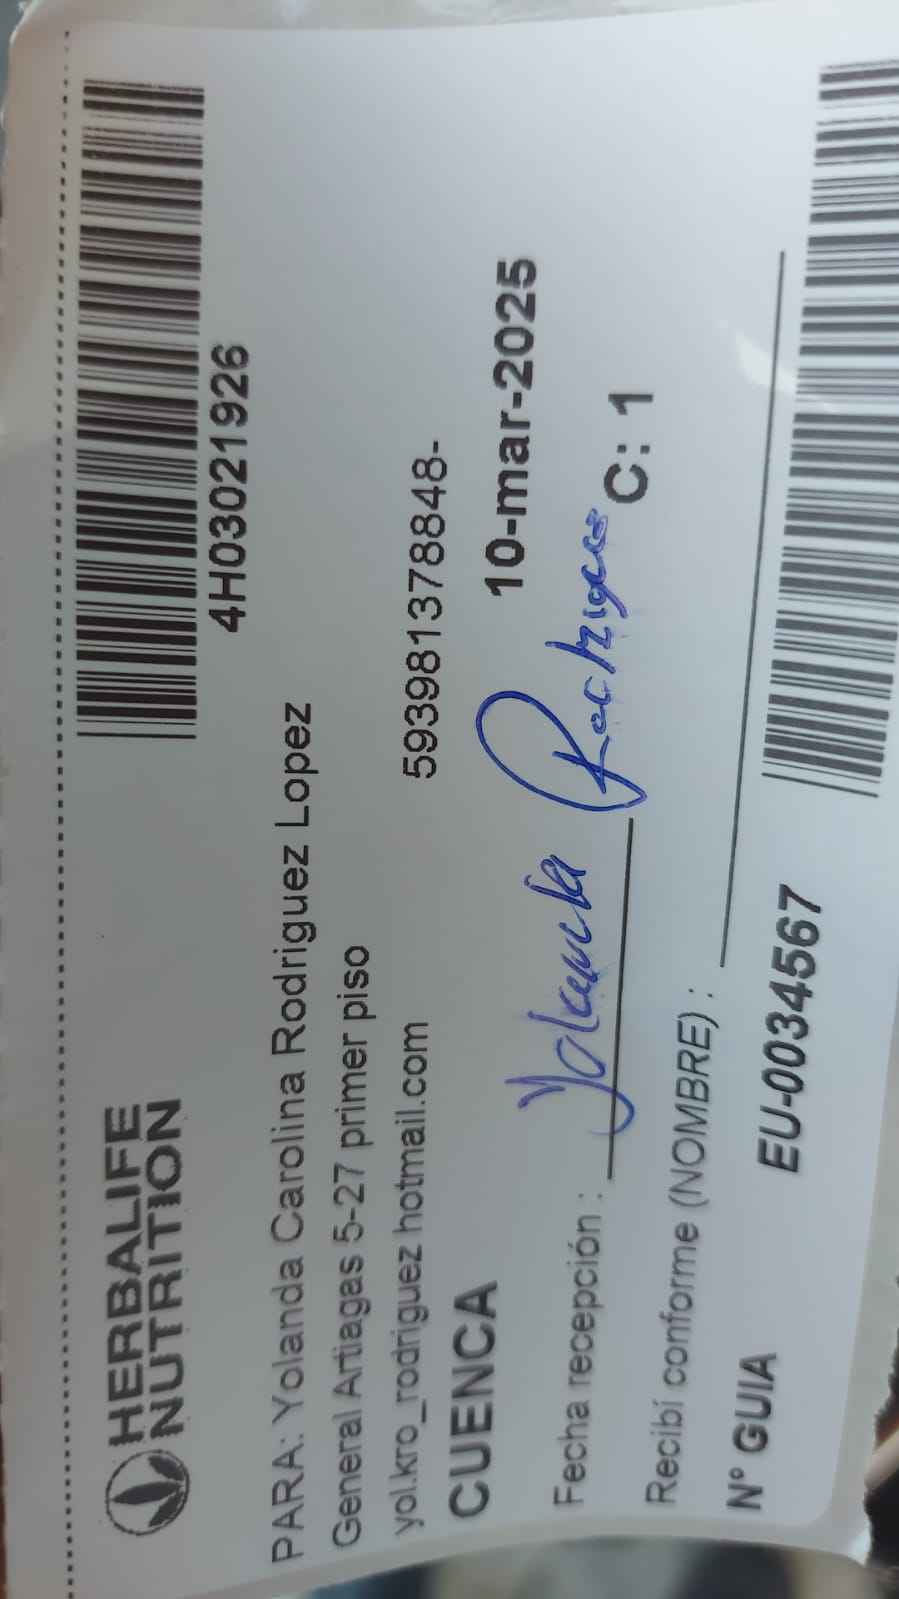 HERBALIFE
NUTRITION
4H03021926
PARA: Yolanda Carolina Rodriguez Lopez
General Artiagas 5-27 primer piso
yol.kro_rodriguez hotmail.com 593981378848-
CUENCA 10-mar-2025
Fecha recepción : Yolanda Rodriguez C: 1
Recibí conforme (NOMBRE) :
Nº GUIA EU-0034567